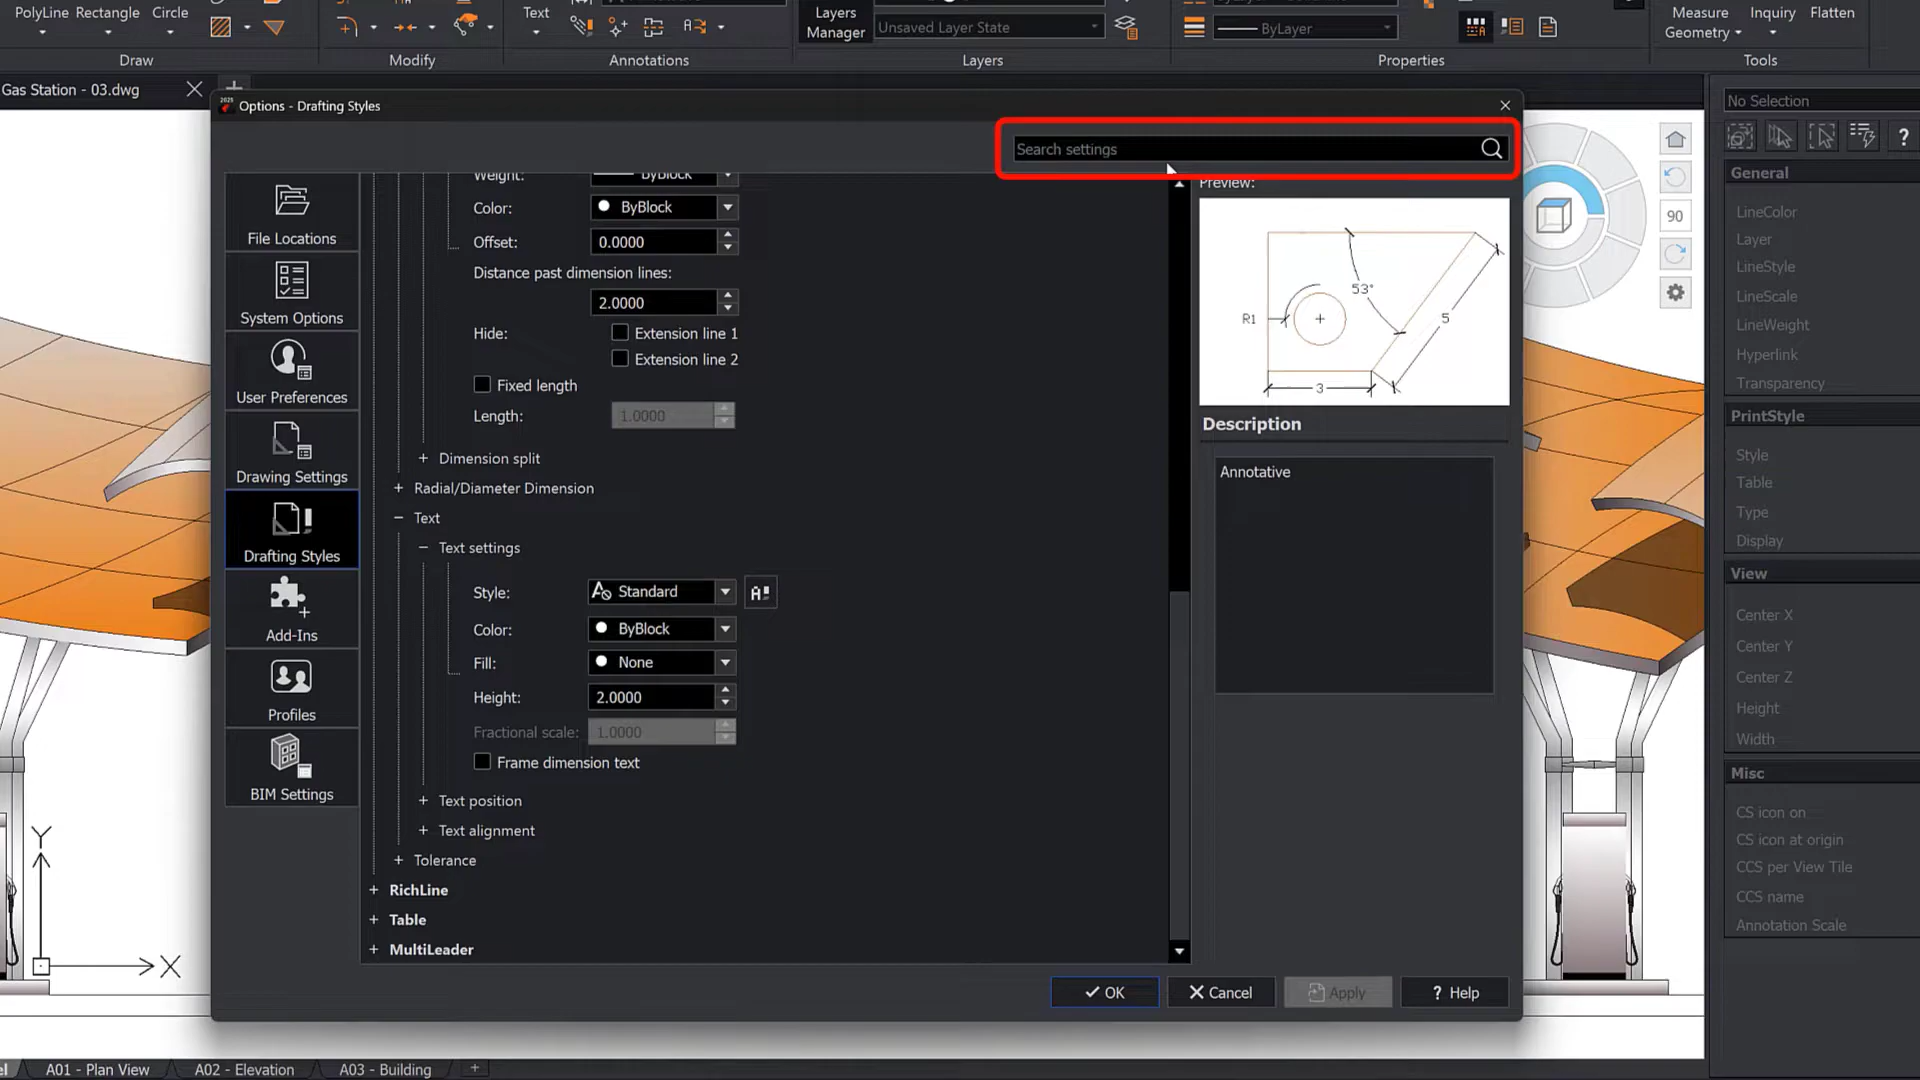 PolyLine Rectangle Circle
Text
Layers
Manager
Unsaved Layer State
ByLayer
Measure
Geometry
Inquiry
Flatten
Draw
Modify
Annotations
Layers
Properties
Tools
Gas Station - 03.dwg
2025
Options - Drafting Styles
Search settings
File Locations
System Options
User Preferences
Drawing Settings
Drafting Styles
Add-Ins
Profiles
BIM Settings
Weight: ByBlock
Color: ByBlock
Offset: 0.0000
Distance past dimension lines:
2.0000
Hide: Extension line 1
Extension line 2
Fixed length
Length: 1.0000
+ Dimension split
+ Radial/Diameter Dimension
− Text
− Text settings
Style: Standard
Color: ByBlock
Fill: None
Height: 2.0000
Fractional scale: 1.0000
Frame dimension text
+ Text position
+ Text alignment
+ Tolerance
+ RichLine
+ Table
+ MultiLeader
Preview:
53°
R1
5
3
Description
Annotative
OK
Cancel
Apply
? Help
90
No Selection
?
General
LineColor
Layer
LineStyle
LineScale
LineWeight
Hyperlink
Transparency
PrintStyle
Style
Table
Type
Display
View
Center X
Center Y
Center Z
Height
Width
Misc
CS icon on
CS icon at origin
CCS per View Tile
CCS name
Annotation Scale
Y
X
el
A01 - Plan View
A02 - Elevation
A03 - Building
+